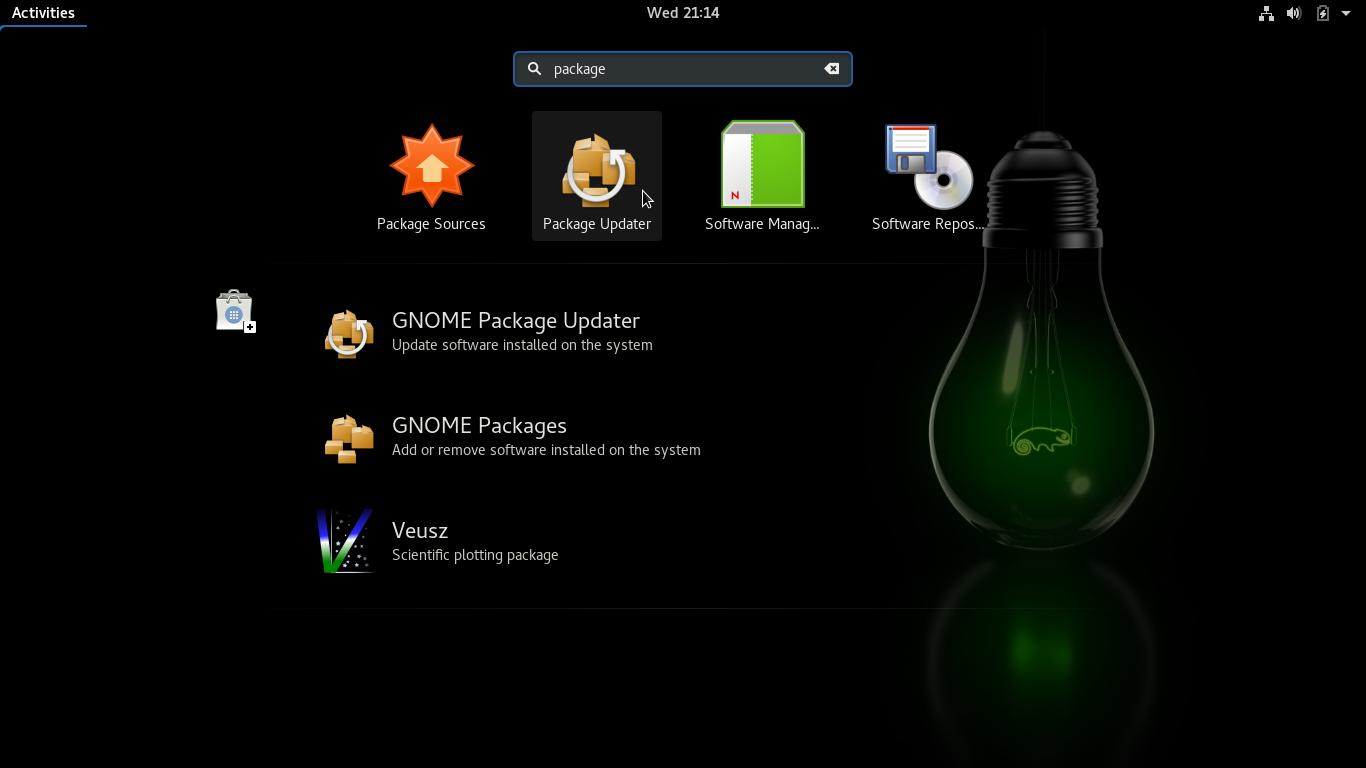 Activities
Wed 21:14
package
Package Sources
Package Updater
Software Manag...
Software Repos...
N
GNOME Package Updater
Update software installed on the system
GNOME Packages
Add or remove software installed on the system
Veusz
Scientific plotting package